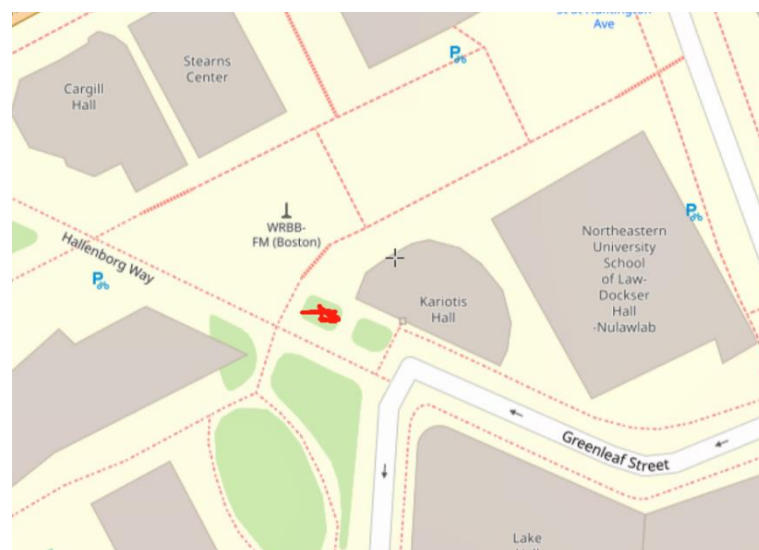 Ave
Stearns
Center
Cargill
Hall
P
P
WRBB-
FM (Boston)
Hallenborg Way
P
Northeastern
University
School
of Law-
Dockser
Hall
-Nulawlab
Kariotis
Hall
Greenleaf Street
Lake